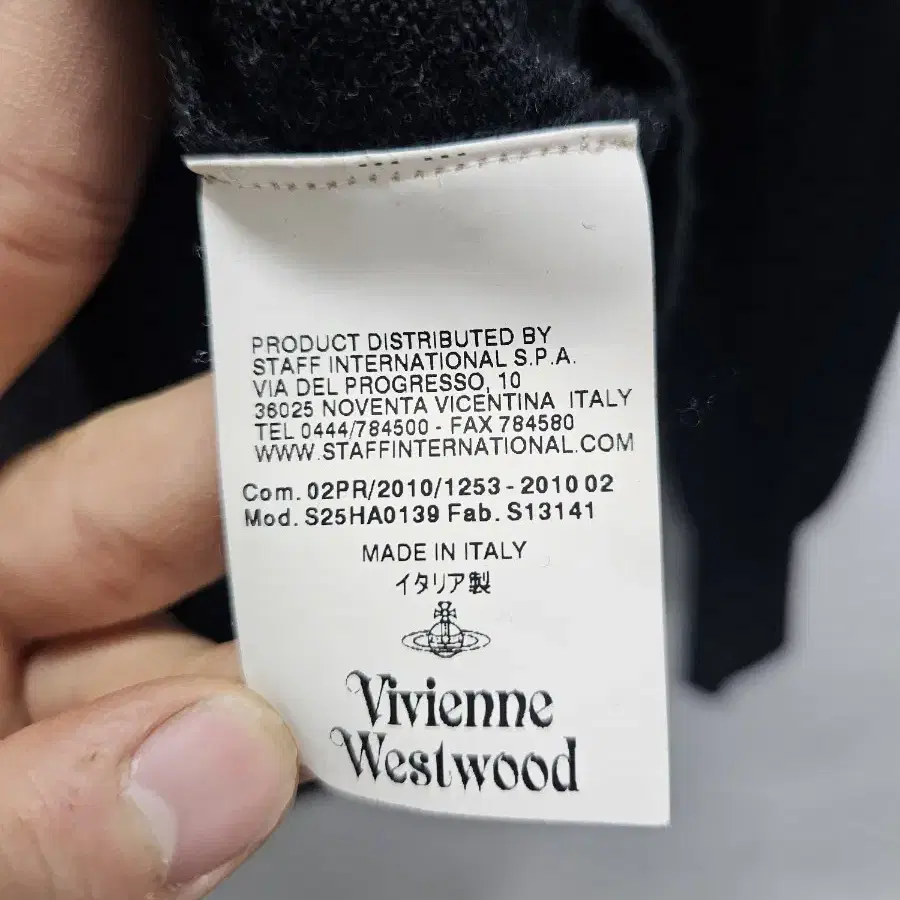 PRODUCT DISTRIBUTED BY
STAFF INTERNATIONAL S.P.A.
VIA DEL PROGRESSO, 10
36025 NOVENTA VICENTINA ITALY
TEL 0444/784500 - FAX 784580
WWW.STAFFINTERNATIONAL.COM
Com. 02PR/2010/1253 - 2010 02
Mod. S25HA0139 Fab. S13141
MADE IN ITALY
イタリア製
Vivienne
Westwood